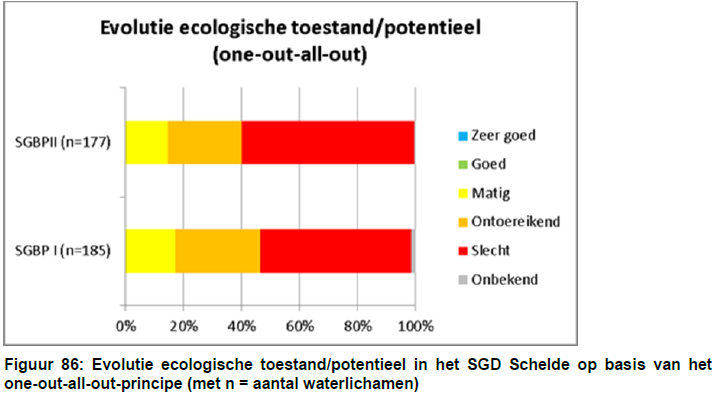 Evolutie ecologische toestand/potentieel
(one-out-all-out)
SGBPII (n=177)
SGBP I (n=185)
0%
20%
40%
60%
80%
100%
Zeer goed
Goed
Matig
Ontoereikend
Slecht
Onbekend
Figuur 86: Evolutie ecologische toestand/potentieel in het SGD Schelde op basis van het
one-out-all-out-principe (met n = aantal waterlichamen)